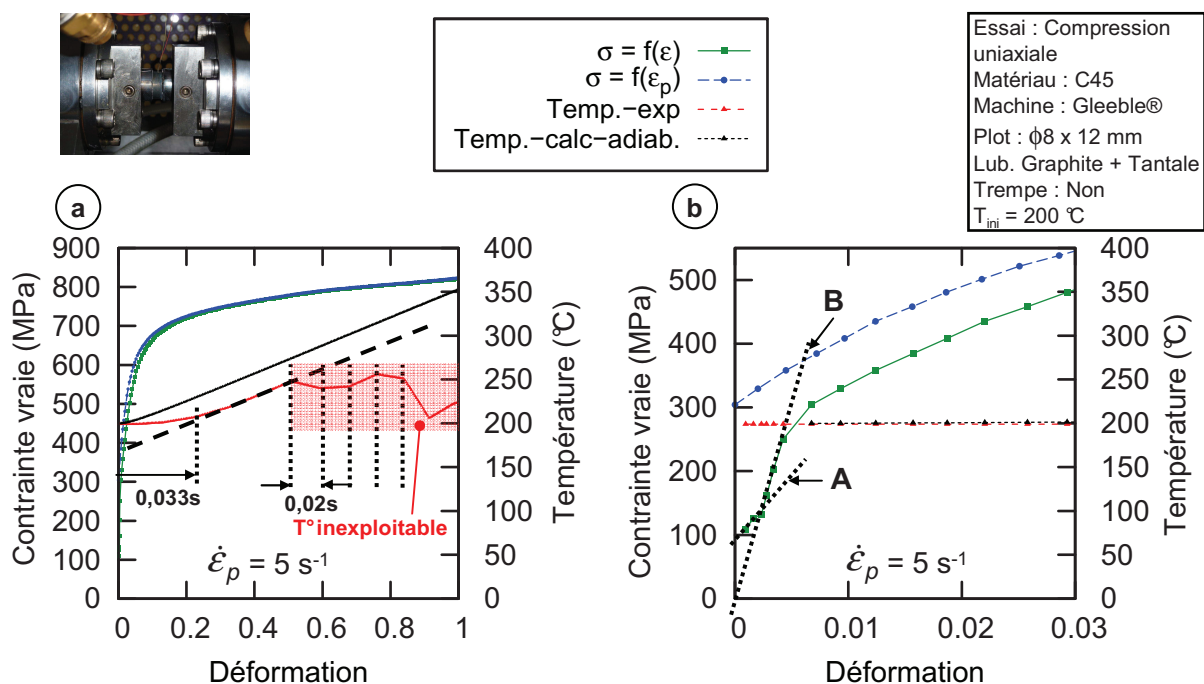 σ = f(ε)
σ = f(εp)
Temp.−exp
Temp.−calc−adiab.
Essai : Compression
uniaxiale
Matériau : C45
Machine : Gleeble®
Plot : ϕ8 x 12 mm
Lub. Graphite + Tantale
Trempe : Non
Tini = 200 °C
a
900
800
700
600
500
400
300
200
100
0
Contrainte vraie (MPa)
400
350
300
250
200
150
100
50
0
Température (°C)
0,033s
0,02s
T° inexploitable
ε̇p = 5 s-1
0 0.2 0.4 0.6 0.8 1
Déformation
b
500
400
300
200
100
0
Contrainte vraie (MPa)
400
350
300
250
200
150
100
50
0
Température (°C)
B
A
ε̇p = 5 s-1
0 0.01 0.02 0.03
Déformation